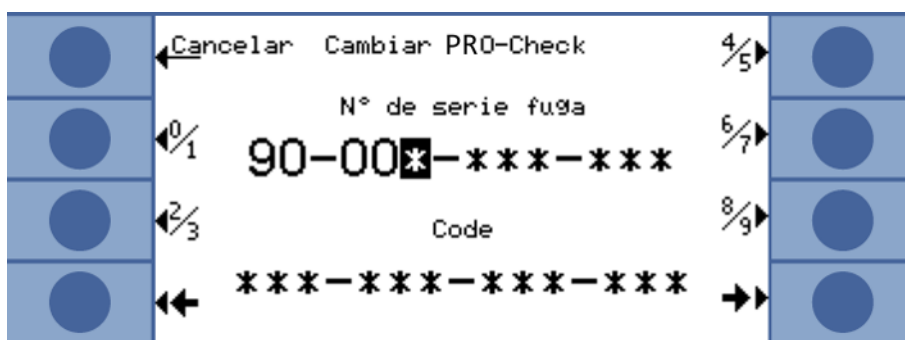 Cancelar Cambiar PRO-Check 4/5
N° de serie fuga
0/1 90-00*-***-*** 6/7
2/3 Code 8/9
***-***-***-***